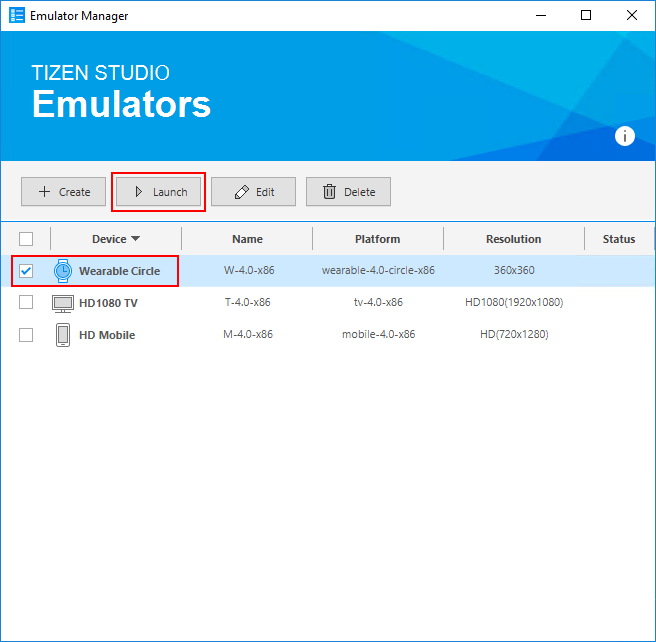 Emulator Manager
TIZEN STUDIO
Emulators
i
Create Launch Edit Delete
Device Name Platform Resolution Status
Wearable Circle W-4.0-x86 wearable-4.0-circle-x86 360x360
HD1080 TV T-4.0-x86 tv-4.0-x86 HD1080(1920x1080)
HD Mobile M-4.0-x86 mobile-4.0-x86 HD(720x1280)